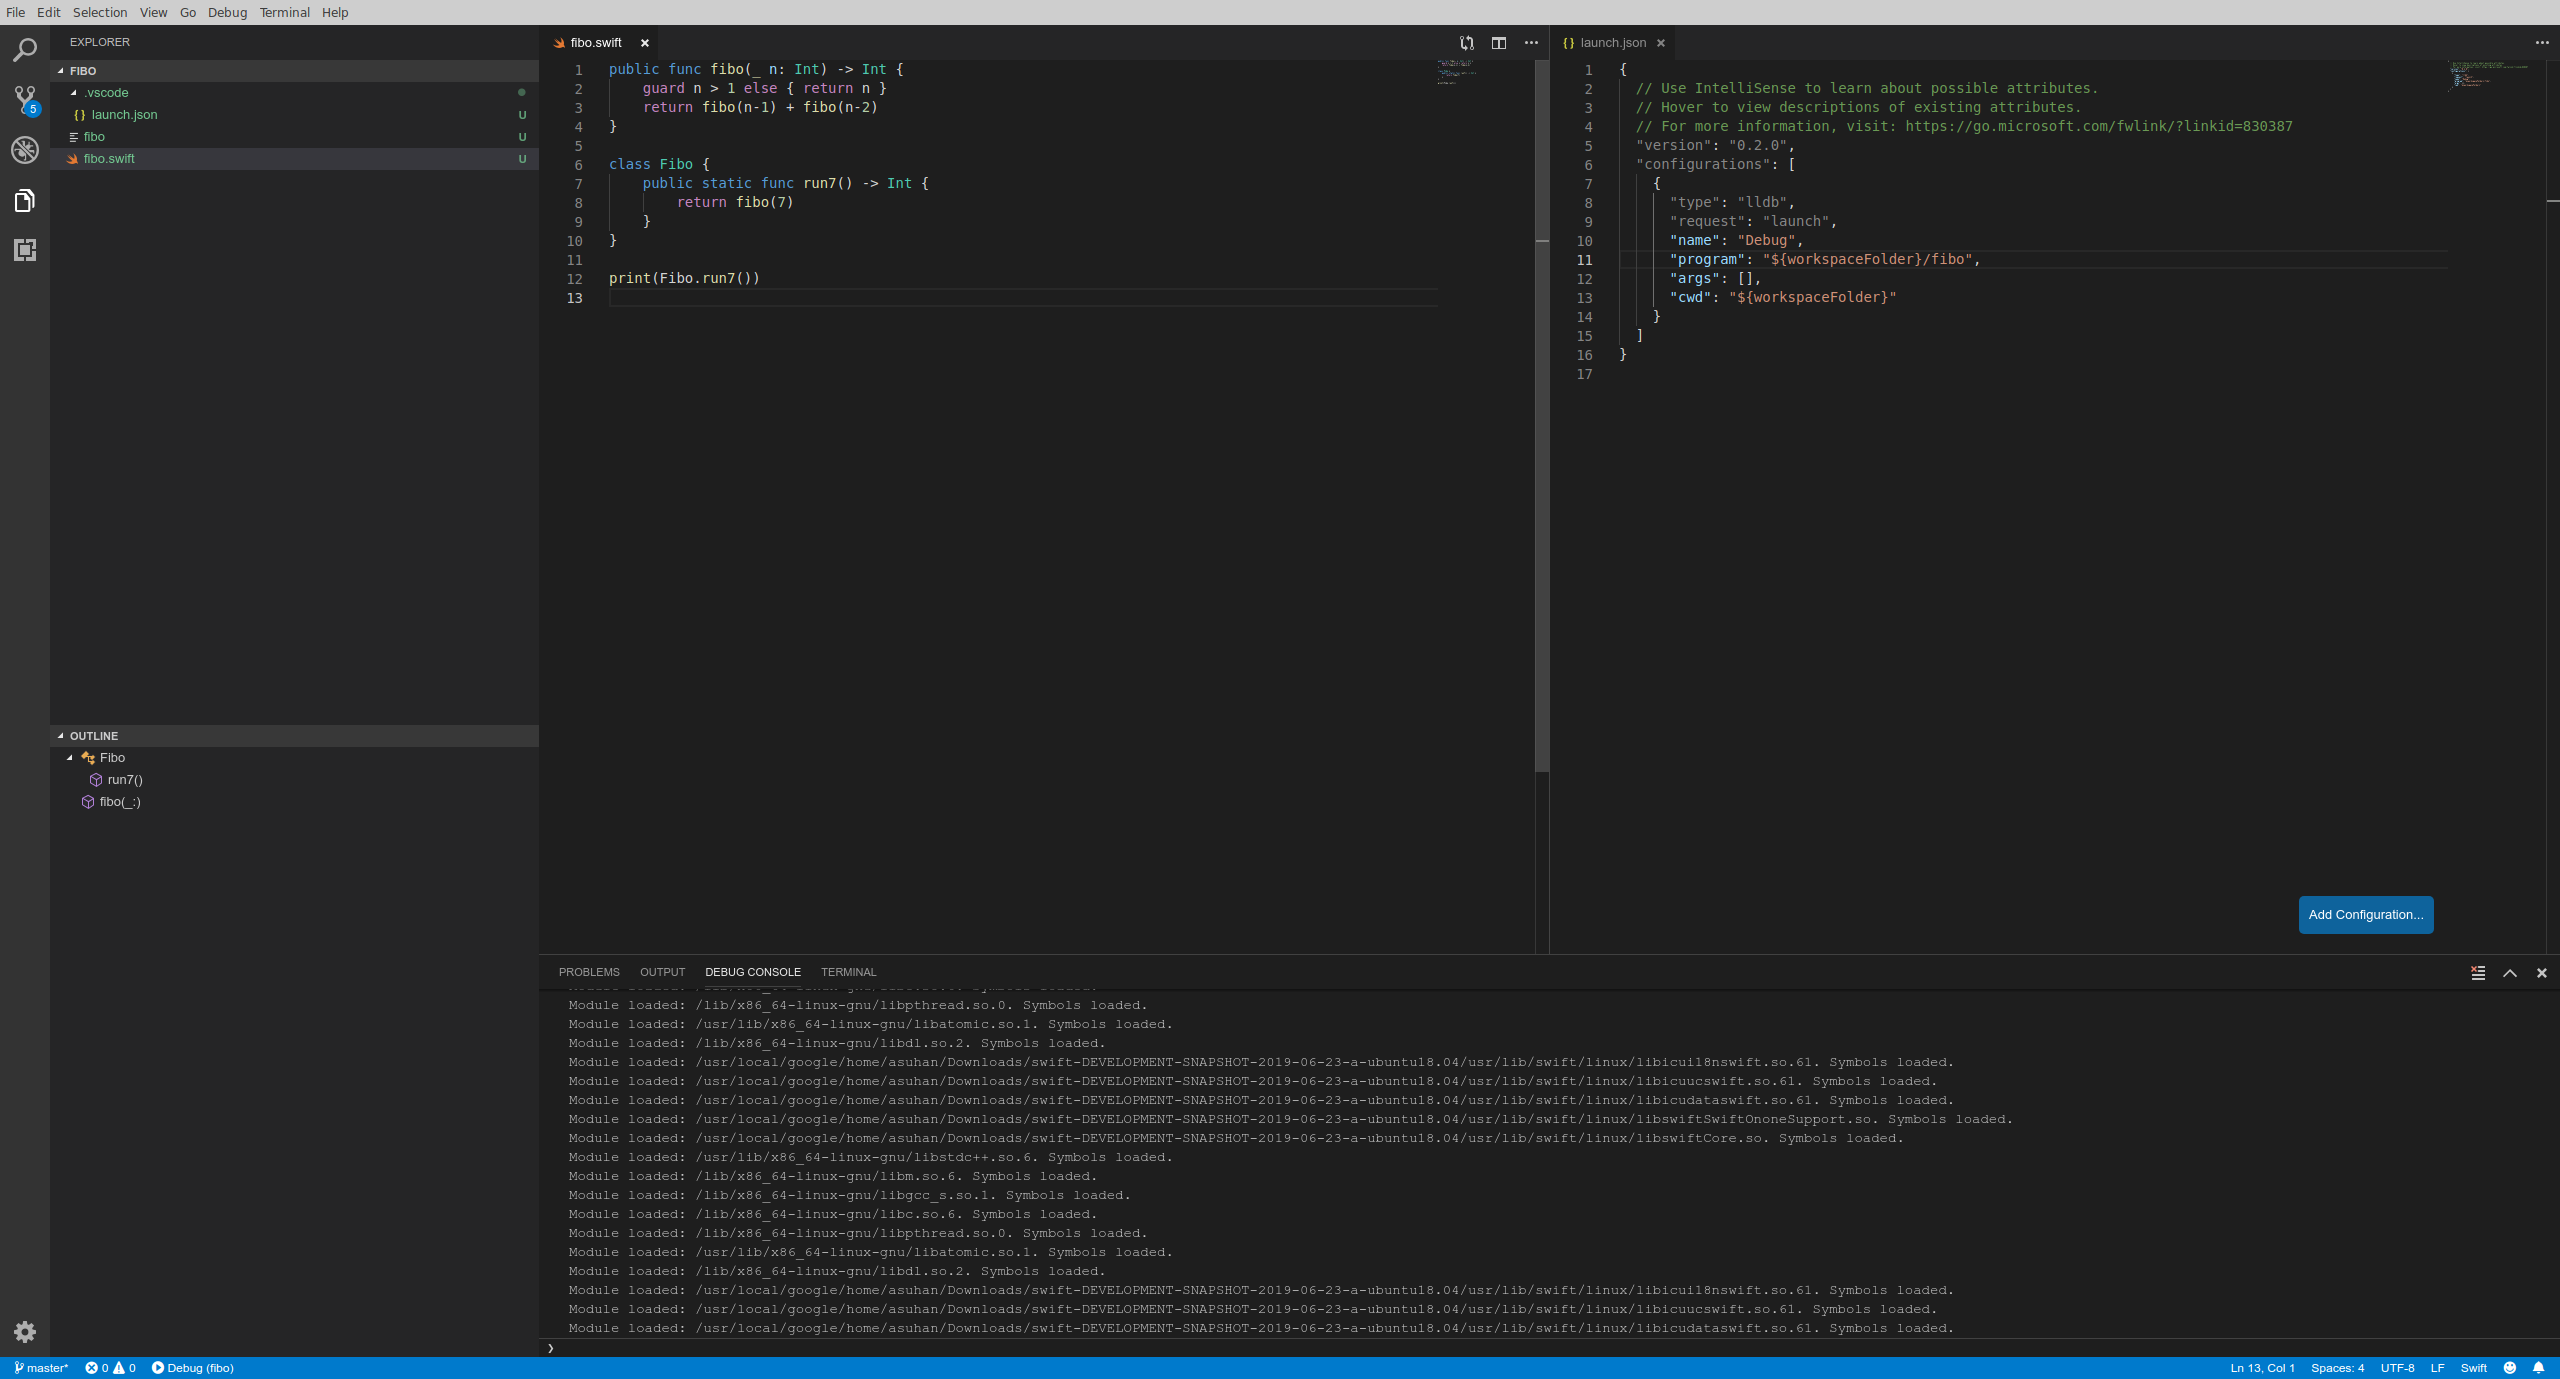 File Edit Selection View Go Debug Terminal Help
EXPLORER
FIBO
.vscode
{} launch.json U
fibo U
fibo.swift U
5
OUTLINE
Fibo
run7()
fibo(_:)
fibo.swift
1 public func fibo(_ n: Int) -> Int {
2 guard n > 1 else { return n }
3 return fibo(n-1) + fibo(n-2)
4 }
5
6 class Fibo {
7 public static func run7() -> Int {
8 return fibo(7)
9 }
10 }
11
12 print(Fibo.run7())
13
{} launch.json
1 {
2 // Use IntelliSense to learn about possible attributes.
3 // Hover to view descriptions of existing attributes.
4 // For more information, visit: https://go.microsoft.com/fwlink/?linkid=830387
5 "version": "0.2.0",
6 "configurations": [
7 {
8 "type": "lldb",
9 "request": "launch",
10 "name": "Debug",
11 "program": "${workspaceFolder}/fibo",
12 "args": [],
13 "cwd": "${workspaceFolder}"
14 }
15 ]
16 }
17
Add Configuration...
PROBLEMS OUTPUT DEBUG CONSOLE TERMINAL
Module loaded: /lib/x86_64-linux-gnu/libpthread.so.0. Symbols loaded.
Module loaded: /usr/lib/x86_64-linux-gnu/libatomic.so.1. Symbols loaded.
Module loaded: /lib/x86_64-linux-gnu/libdl.so.2. Symbols loaded.
Module loaded: /usr/local/google/home/asuhan/Downloads/swift-DEVELOPMENT-SNAPSHOT-2019-06-23-a-ubuntu18.04/usr/lib/swift/linux/libicui18nswift.so.61. Symbols loaded.
Module loaded: /usr/local/google/home/asuhan/Downloads/swift-DEVELOPMENT-SNAPSHOT-2019-06-23-a-ubuntu18.04/usr/lib/swift/linux/libicuucswift.so.61. Symbols loaded.
Module loaded: /usr/local/google/home/asuhan/Downloads/swift-DEVELOPMENT-SNAPSHOT-2019-06-23-a-ubuntu18.04/usr/lib/swift/linux/libicudataswift.so.61. Symbols loaded.
Module loaded: /usr/local/google/home/asuhan/Downloads/swift-DEVELOPMENT-SNAPSHOT-2019-06-23-a-ubuntu18.04/usr/lib/swift/linux/libswiftSwiftOnoneSupport.so. Symbols loaded.
Module loaded: /usr/local/google/home/asuhan/Downloads/swift-DEVELOPMENT-SNAPSHOT-2019-06-23-a-ubuntu18.04/usr/lib/swift/linux/libswiftCore.so. Symbols loaded.
Module loaded: /usr/lib/x86_64-linux-gnu/libstdc++.so.6. Symbols loaded.
Module loaded: /lib/x86_64-linux-gnu/libm.so.6. Symbols loaded.
Module loaded: /lib/x86_64-linux-gnu/libgcc_s.so.1. Symbols loaded.
Module loaded: /lib/x86_64-linux-gnu/libc.so.6. Symbols loaded.
Module loaded: /lib/x86_64-linux-gnu/libpthread.so.0. Symbols loaded.
Module loaded: /usr/lib/x86_64-linux-gnu/libatomic.so.1. Symbols loaded.
Module loaded: /lib/x86_64-linux-gnu/libdl.so.2. Symbols loaded.
Module loaded: /usr/local/google/home/asuhan/Downloads/swift-DEVELOPMENT-SNAPSHOT-2019-06-23-a-ubuntu18.04/usr/lib/swift/linux/libicui18nswift.so.61. Symbols loaded.
Module loaded: /usr/local/google/home/asuhan/Downloads/swift-DEVELOPMENT-SNAPSHOT-2019-06-23-a-ubuntu18.04/usr/lib/swift/linux/libicuucswift.so.61. Symbols loaded.
Module loaded: /usr/local/google/home/asuhan/Downloads/swift-DEVELOPMENT-SNAPSHOT-2019-06-23-a-ubuntu18.04/usr/lib/swift/linux/libicudataswift.so.61. Symbols loaded.
❯
master* 0 0 Debug (fibo) Ln 13, Col 1 Spaces: 4 UTF-8 LF Swift